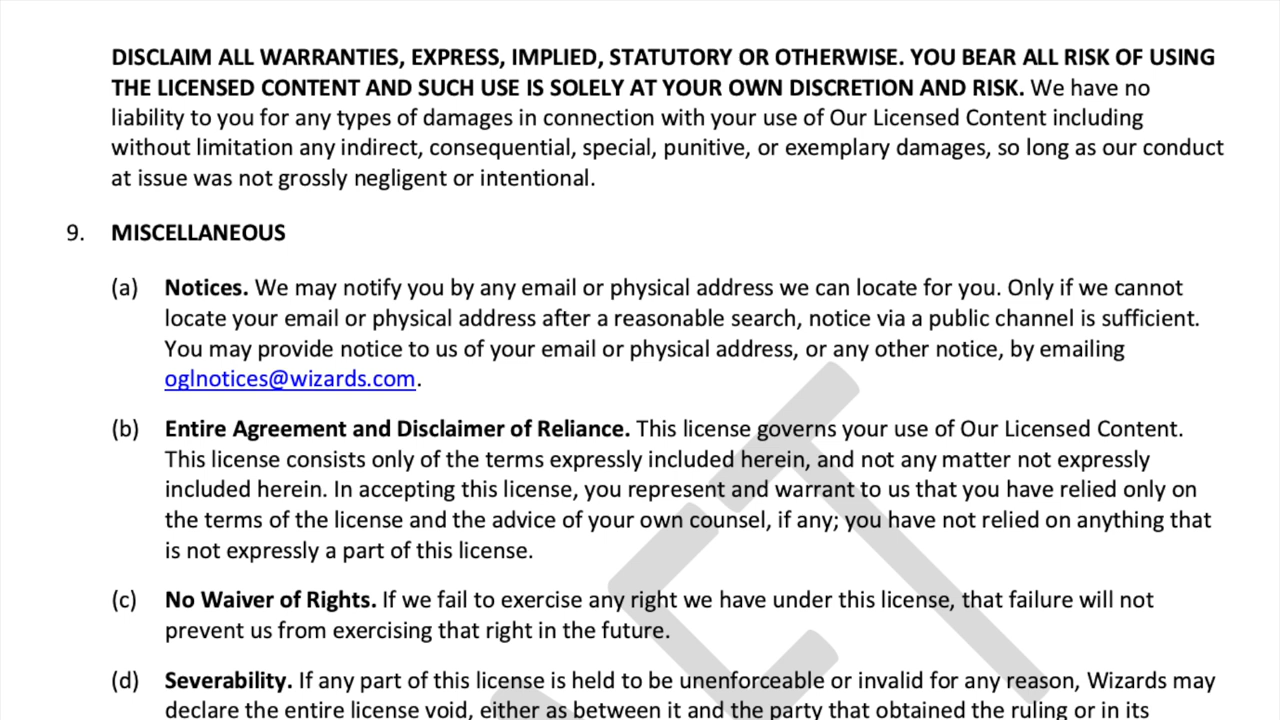 DISCLAIM ALL WARRANTIES, EXPRESS, IMPLIED, STATUTORY OR OTHERWISE. YOU BEAR ALL RISK OF USING
THE LICENSED CONTENT AND SUCH USE IS SOLELY AT YOUR OWN DISCRETION AND RISK. We have no
liability to you for any types of damages in connection with your use of Our Licensed Content including
without limitation any indirect, consequential, special, punitive, or exemplary damages, so long as our conduct
at issue was not grossly negligent or intentional.
9. MISCELLANEOUS
(a) Notices. We may notify you by any email or physical address we can locate for you. Only if we cannot
locate your email or physical address after a reasonable search, notice via a public channel is sufficient.
You may provide notice to us of your email or physical address, or any other notice, by emailing
oglnotices@wizards.com.
(b) Entire Agreement and Disclaimer of Reliance. This license governs your use of Our Licensed Content.
This license consists only of the terms expressly included herein, and not any matter not expressly
included herein. In accepting this license, you represent and warrant to us that you have relied only on
the terms of the license and the advice of your own counsel, if any; you have not relied on anything that
is not expressly a part of this license.
(c) No Waiver of Rights. If we fail to exercise any right we have under this license, that failure will not
prevent us from exercising that right in the future.
(d) Severability. If any part of this license is held to be unenforceable or invalid for any reason, Wizards may
declare the entire license void, either as between it and the party that obtained the ruling or in its